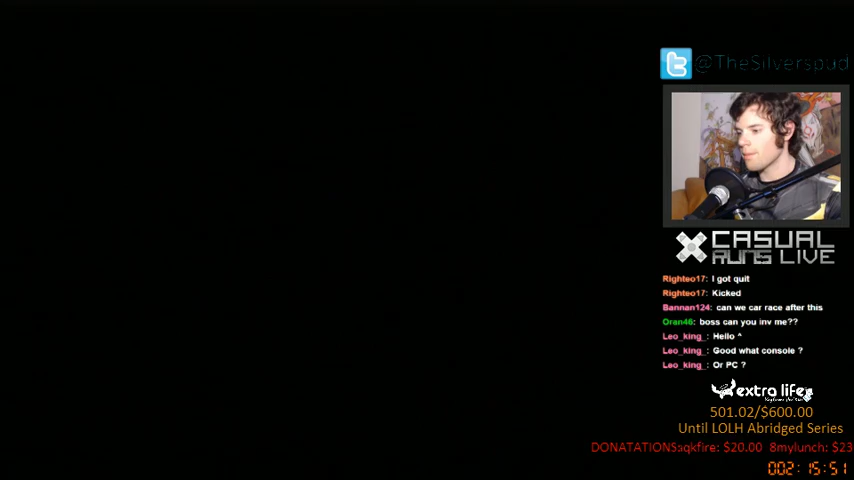 @TheSilverspud
CASUAL
RUNS LIVE
Righteo17: I got quit
Righteo17: Kicked
Bannan124: can we car race after this
Oran46: boss can you inv me??
Leo_king_: Hello ^
Leo_king_: Good what console ?
Leo_king_: Or PC ?
extra life
501.02/$600.00
Until LOLH Abridged Series
DONATATIONSsqkfire: $20.00 8mylunch: $23
002:15:51